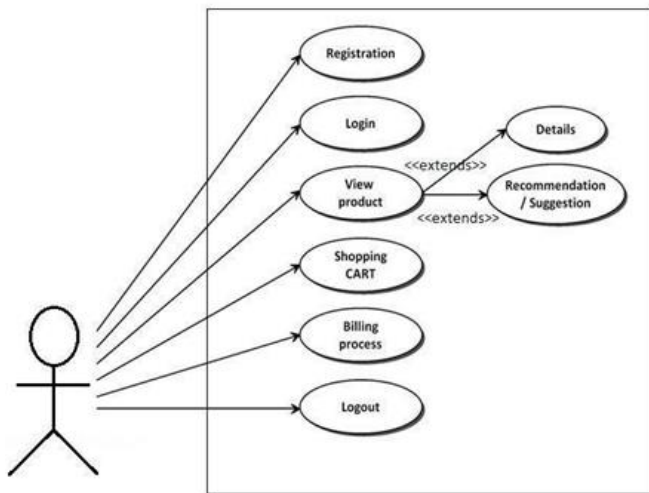 Registration
Login
Details
<<extends>>
View
product
Recommendation
/ Suggestion
<<extends>>
Shopping
CART
Billing
process
Logout